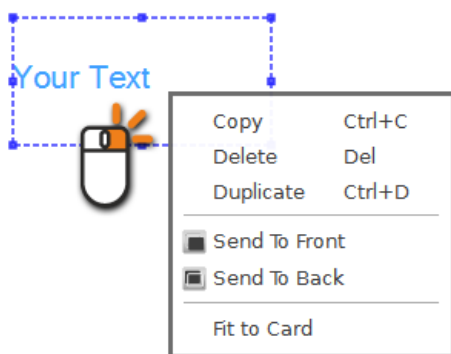 Your Text
Copy Ctrl+C
Delete Del
Duplicate Ctrl+D
Send To Front
Send To Back
Fit to Card